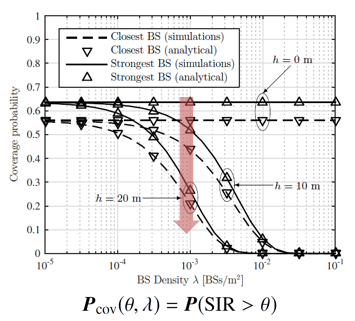 1
0.9
Closest BS (simulations)
Closest BS (analytical)
Strongest BS (simulations)
Strongest BS (analytical)
h = 0 m
0.8
0.7
0.6
0.5
0.4
0.3
0.2
0.1
0
Coverage probability
h = 20 m
h = 10 m
10⁻⁵
10⁻⁴
10⁻³
10⁻²
10⁻¹
BS Density λ [BSs/m²]
P_cov(θ, λ) = P(SIR > θ)